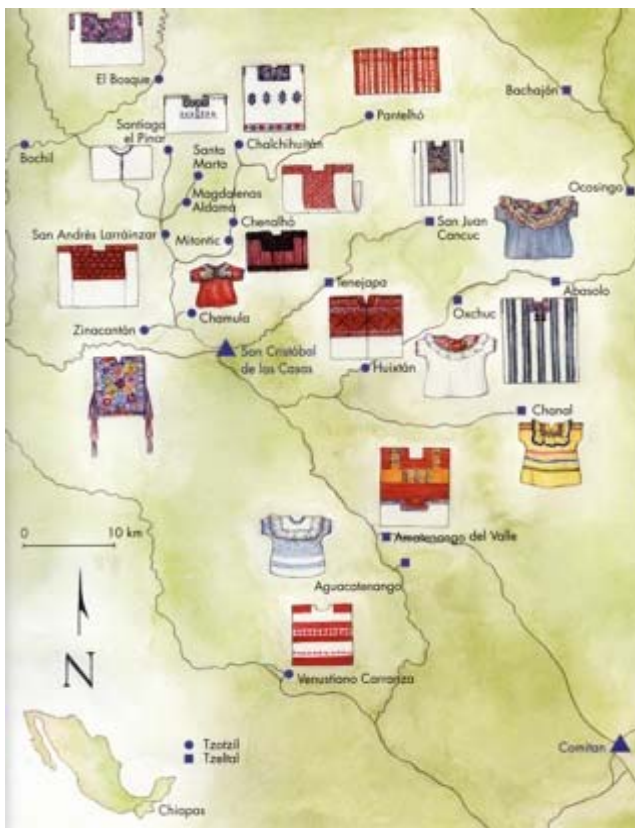 El Bosque
Bachajón
Pantelhó
Santiago
el Pinar
Santa
Marta
Chalchihuitán
Bochil
Magdalenas
Aldama
Ocosingo
Chenalhó
San Juan
Cancuc
San Andrés Larráinzar
Mitontic
Tenejapa
Abasolo
Oxchuc
Chamula
Zinacantán
San Cristóbal
de las Casas
Huixtán
Chanal
0 10 km
Amatenango del Valle
Aguacatenango
N
Venustiano Carranza
Tzotzil
Tzeltal
Comitan
Chiapas